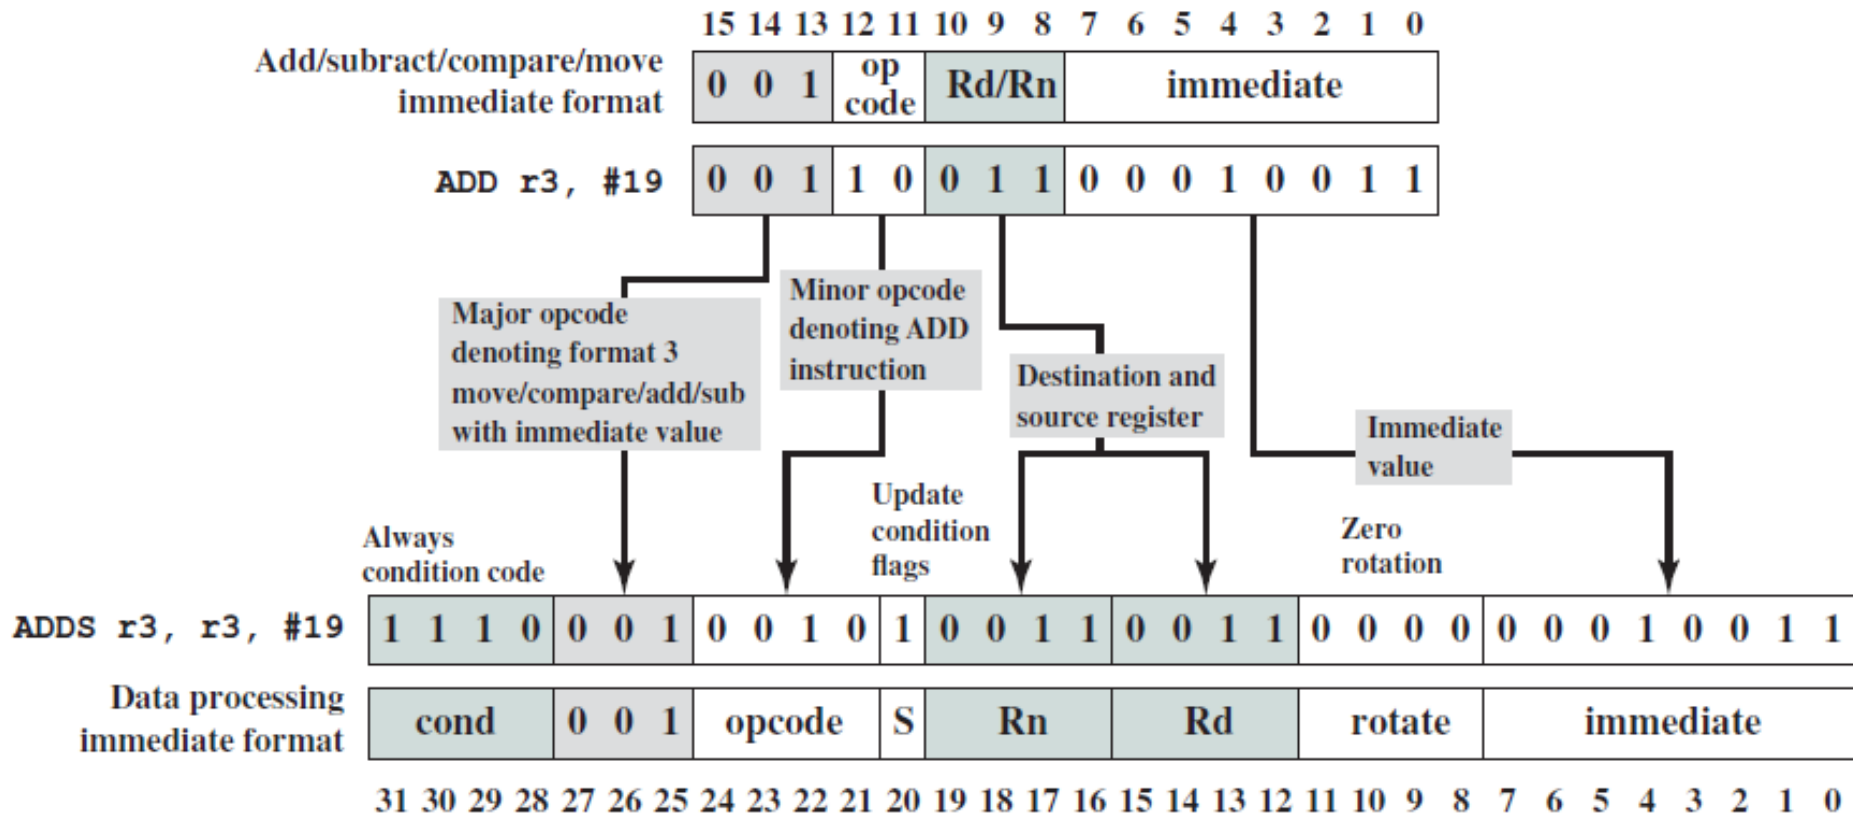 15 14 13 12 11 10 9 8 7 6 5 4 3 2 1 0
Add/subract/compare/move
immediate format
0 0 1 op code Rd/Rn immediate
ADD r3, #19 0 0 1 1 0 0 1 1 0 0 0 1 0 0 1 1
Major opcode
denoting format 3
move/compare/add/sub
with immediate value
Minor opcode
denoting ADD
instruction
Destination and
source register
Immediate
value
Always
condition code
Update
condition
flags
Zero
rotation
ADDS r3, r3, #19 1 1 1 0 0 0 1 0 0 1 0 1 0 0 1 1 0 0 1 1 0 0 0 0 0 0 0 1 0 0 1 1
Data processing
immediate format
cond 0 0 1 opcode S Rn Rd rotate immediate
31 30 29 28 27 26 25 24 23 22 21 20 19 18 17 16 15 14 13 12 11 10 9 8 7 6 5 4 3 2 1 0